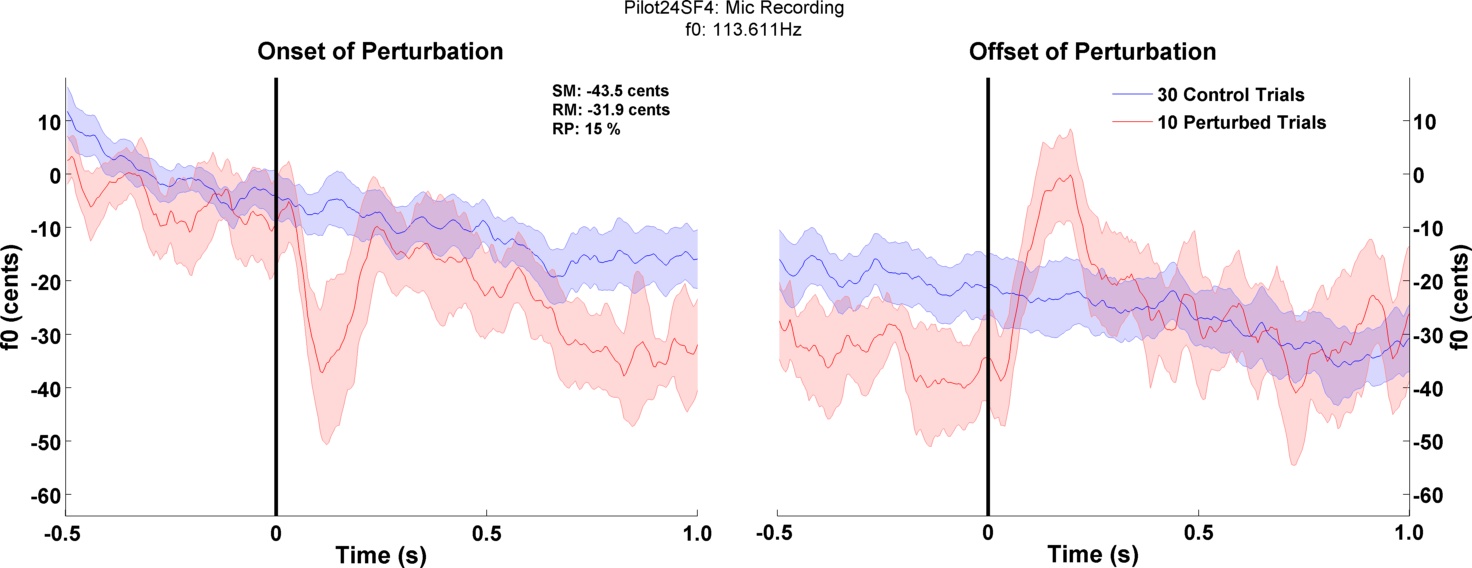 Pilot24SF4: Mic Recording
f0: 113.611Hz
Onset of Perturbation
SM: -43.5 cents
RM: -31.9 cents
RP: 15 %
f0 (cents)
10
0
-10
-20
-30
-40
-50
-60
-0.5 0 0.5 1.0
Time (s)
Offset of Perturbation
30 Control Trials
10 Perturbed Trials
10
0
-10
-20
-30
-40
-50
-60
f0 (cents)
-0.5 0 0.5 1.0
Time (s)